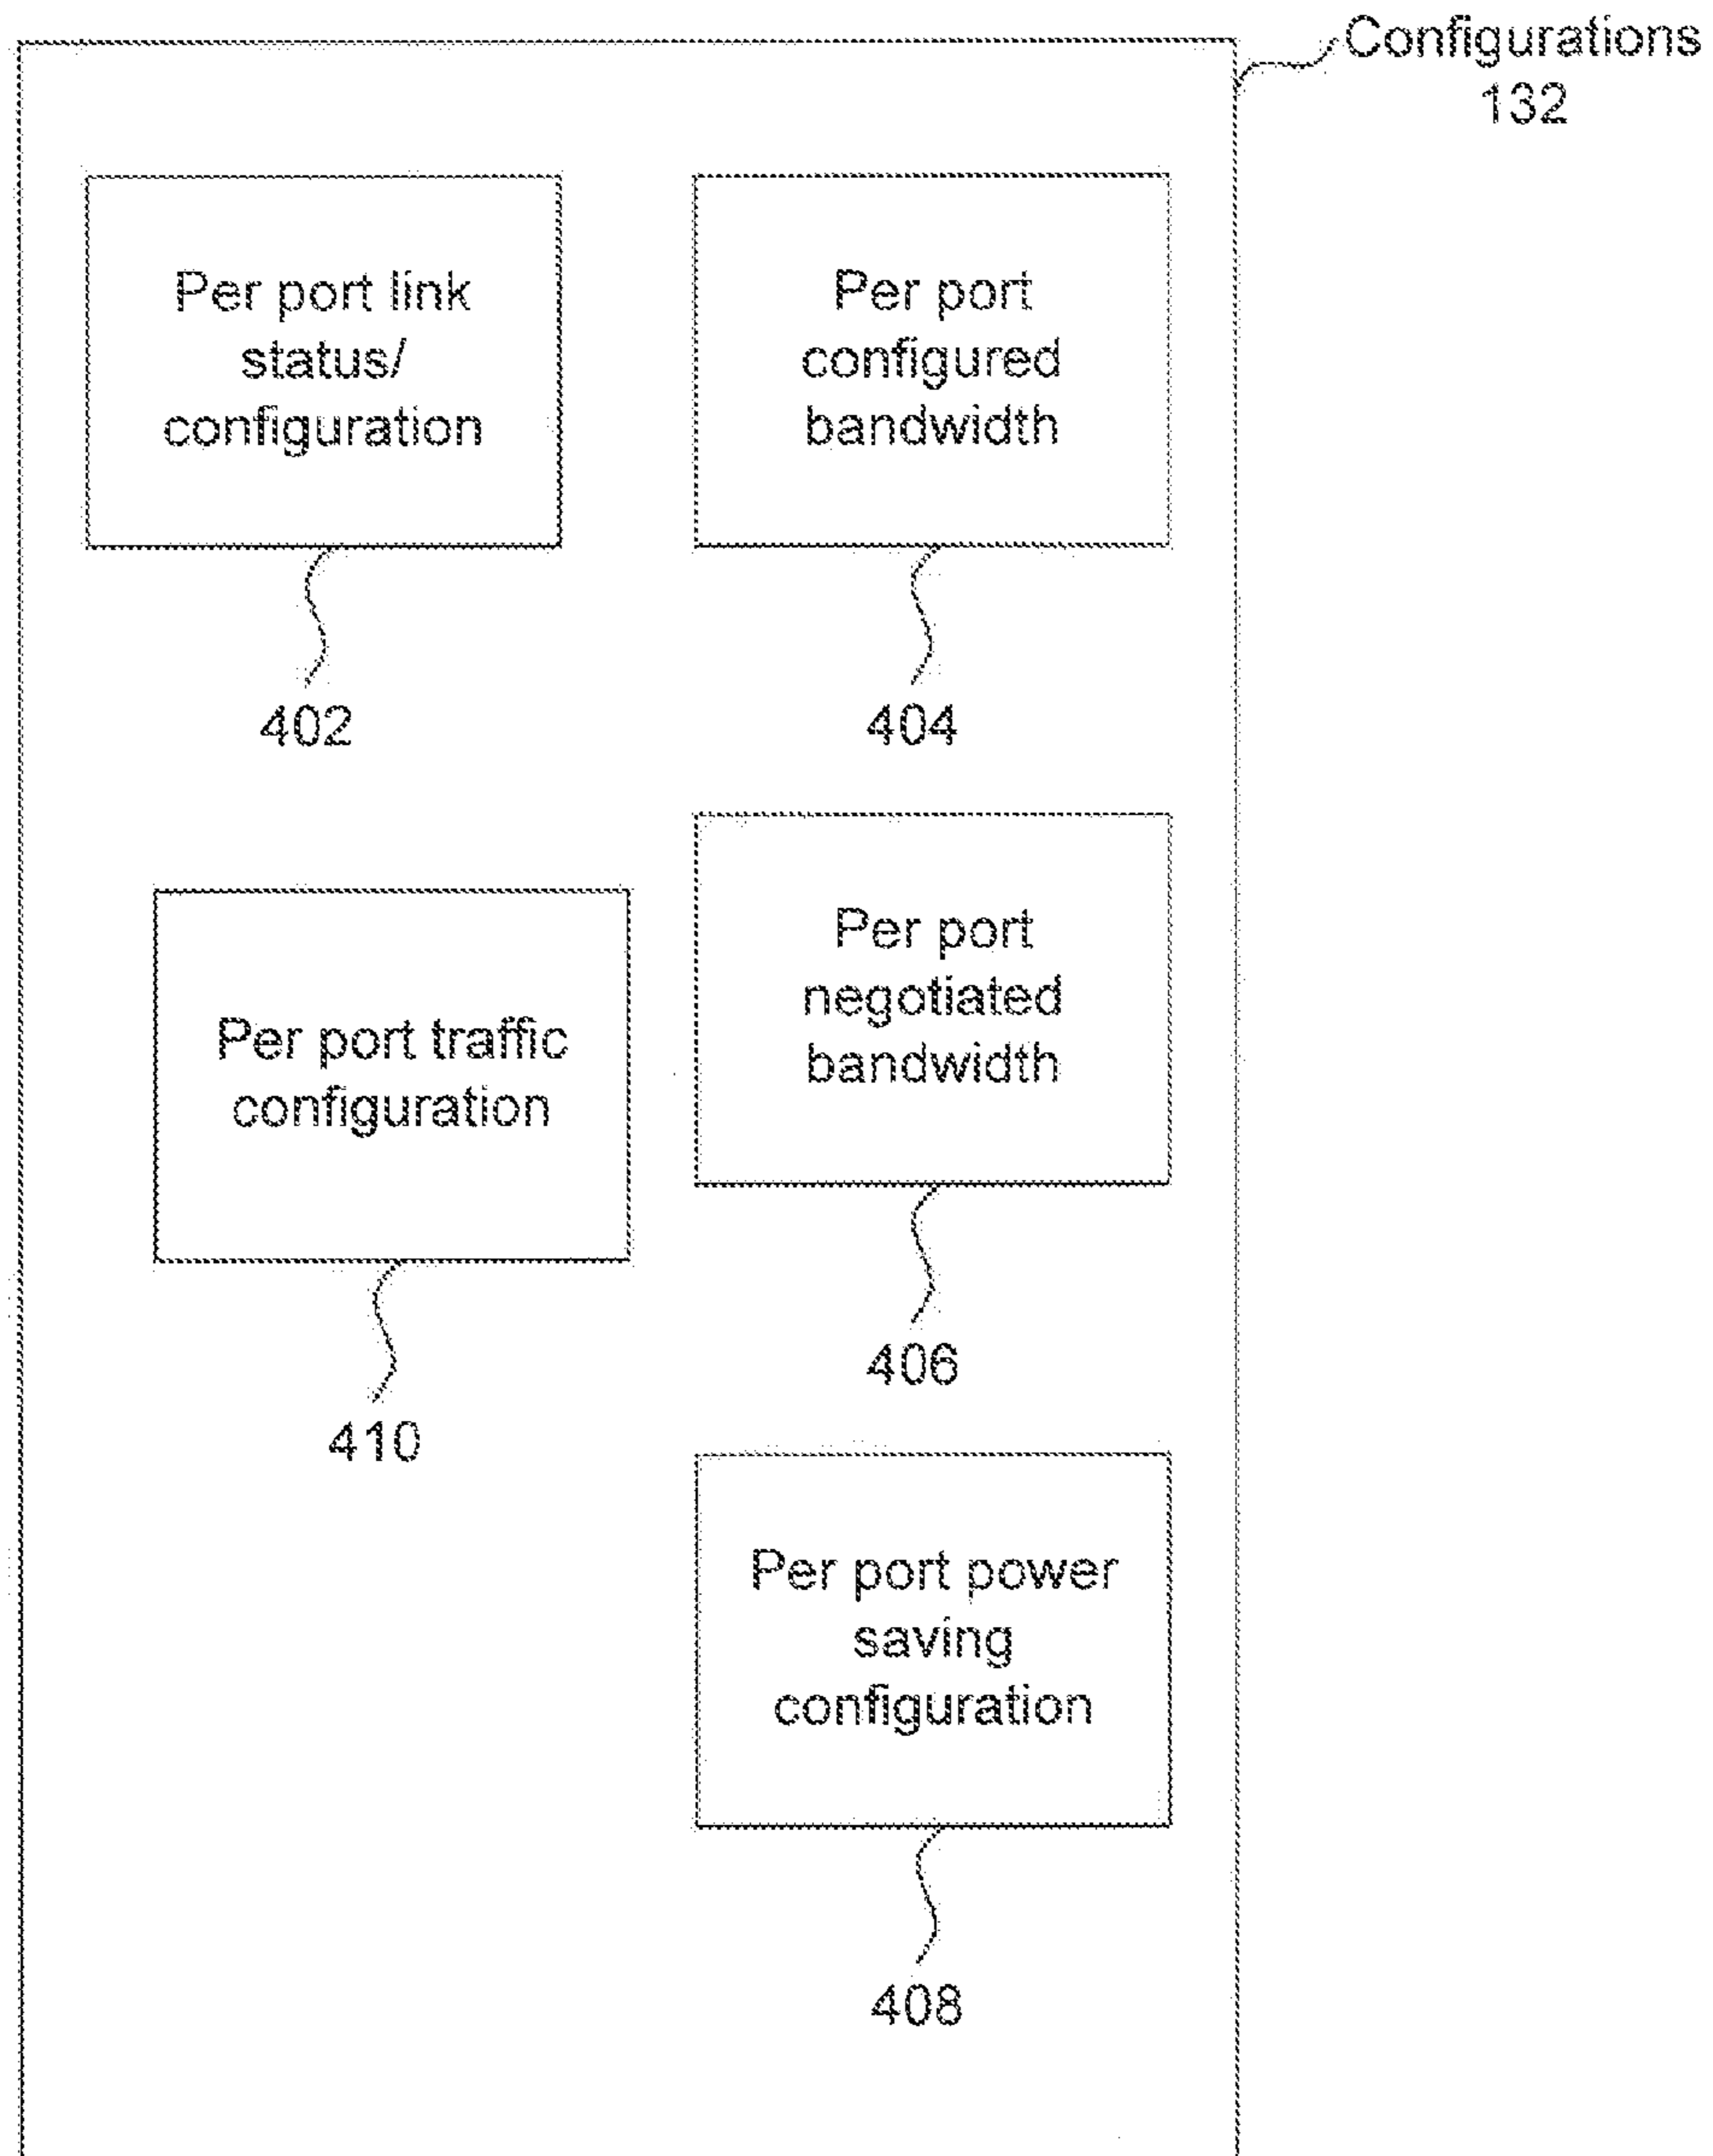 Configurations
132
Per port link
status/
configuration
402
Per port
configured
bandwidth
404
Per port traffic
configuration
410
Per port
negotiated
bandwidth
406
Per port power
saving
configuration
408